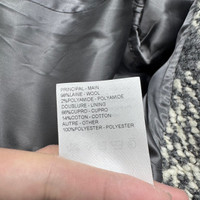 PRINCIPAL - MAIN
98%LAINE - WOOL
2%POLYAMIDE - POLYAMIDE
DOUBLURE - LINING
86%CUPRO - CUPRO
14%COTON - COTTON
AUTRE - OTHER
100%POLYESTER - POLYESTER